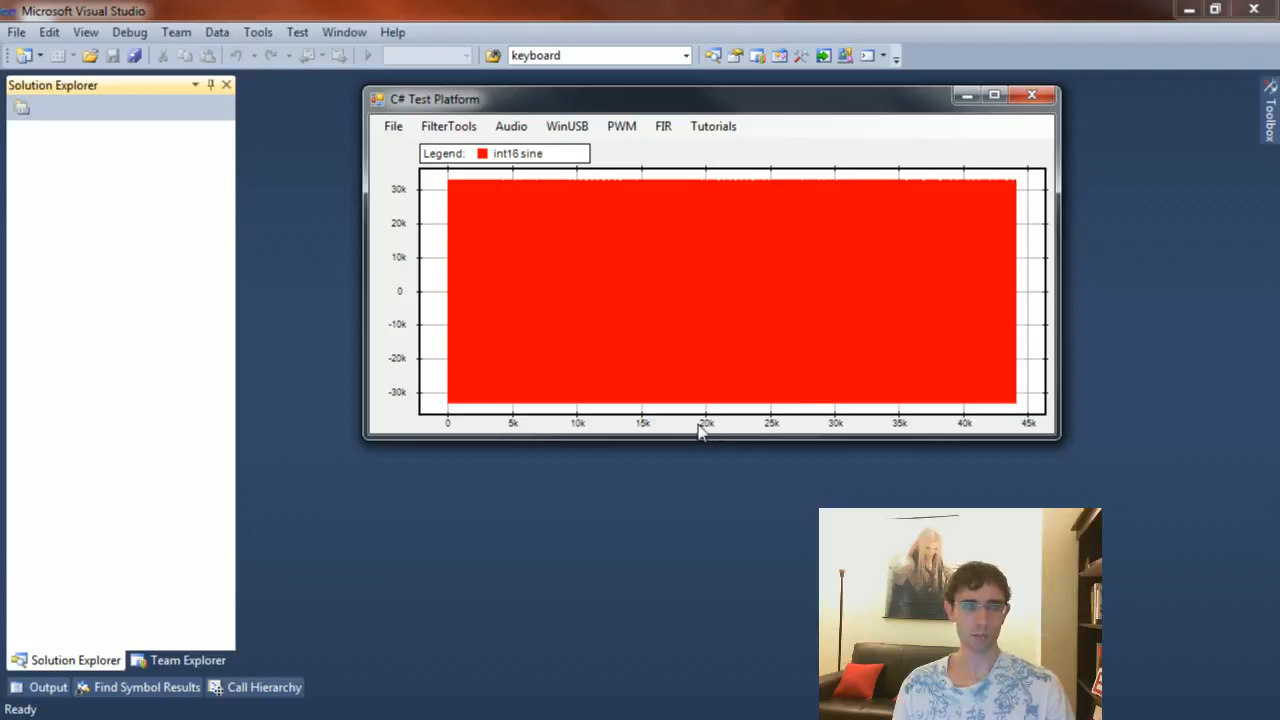 Microsoft Visual Studio
File Edit View Debug Team Data Tools Test Window Help
keyboard
Solution Explorer
Toolbox
C# Test Platform
File FilterTools Audio WinUSB PWM FIR Tutorials
Legend: int16 sine
30k
20k
10k
0
-10k
-20k
-30k
0 5k 10k 15k 20k 25k 30k 35k 40k 45k
Solution Explorer Team Explorer
Output Find Symbol Results Call Hierarchy
Ready